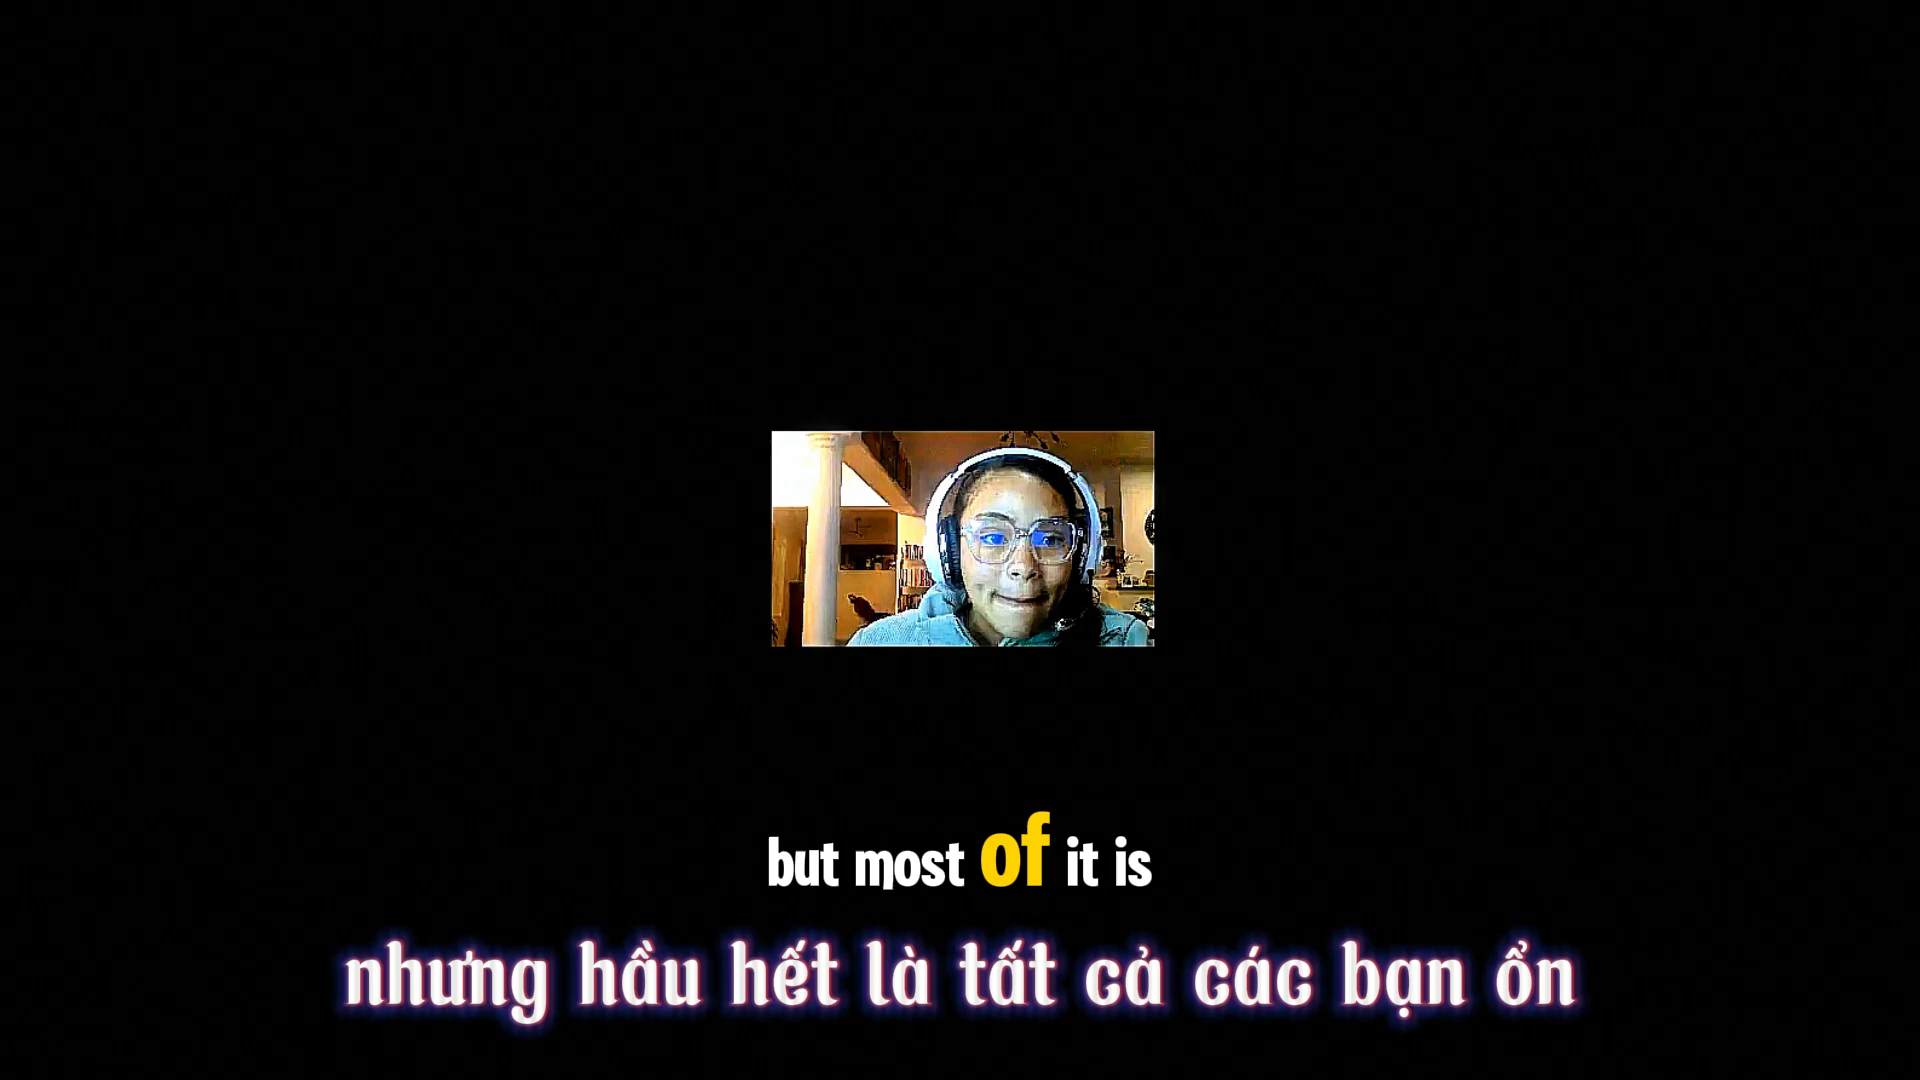 but most of it is
nhưng hầu hết là tất cả các bạn ổn